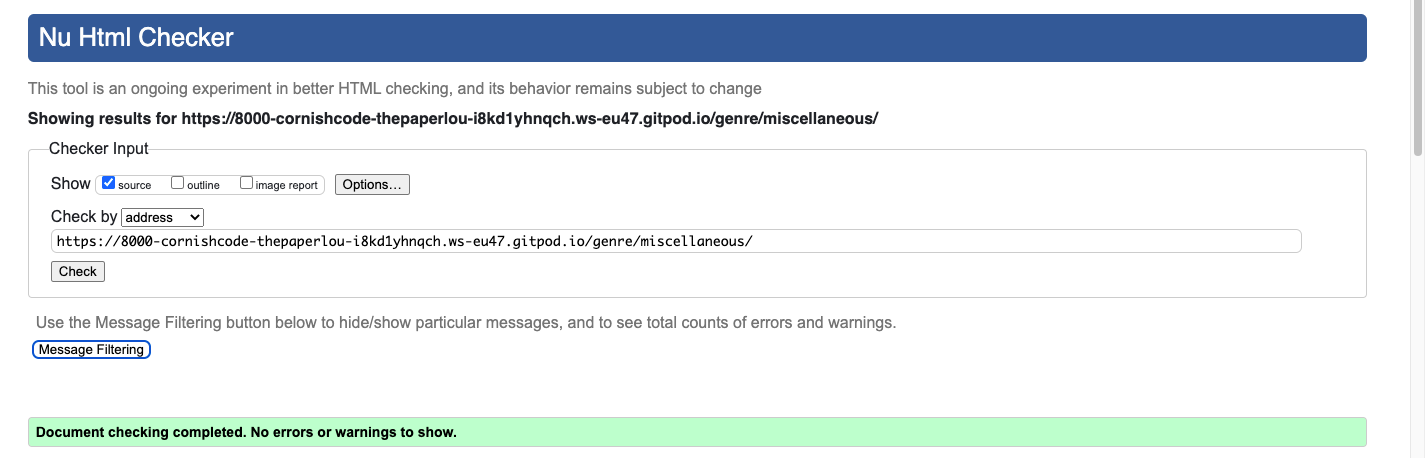 Nu Html Checker
This tool is an ongoing experiment in better HTML checking, and its behavior remains subject to change
Showing results for https://8000-cornishcode-thepaperlou-i8kd1yhnqch.ws-eu47.gitpod.io/genre/miscellaneous/
Checker Input
Show source outline image report Options...
Check by address
https://8000-cornishcode-thepaperlou-i8kd1yhnqch.ws-eu47.gitpod.io/genre/miscellaneous/
Check
Use the Message Filtering button below to hide/show particular messages, and to see total counts of errors and warnings.
Message Filtering
Document checking completed. No errors or warnings to show.